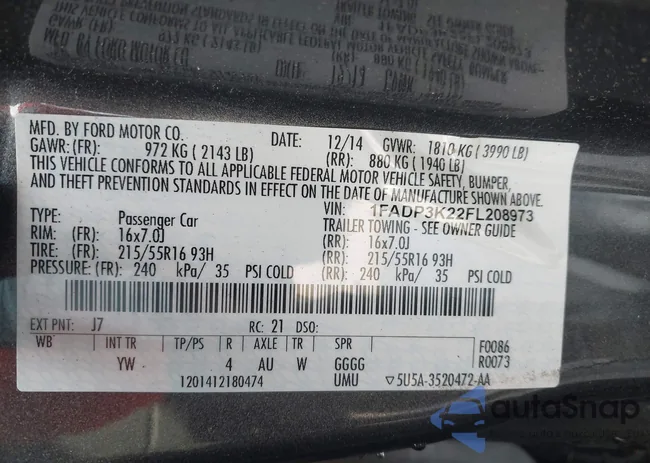 MFD. BY FORD MOTOR CO. DATE: 12/14 GVWR: 1810 KG ( 3990 LB)
GAWR: (FR): 972 KG ( 2143 LB) (RR): 880 KG ( 1940 LB)
THIS VEHICLE CONFORMS TO ALL APPLICABLE FEDERAL MOTOR VEHICLE SAFETY, BUMPER,
AND THEFT PREVENTION STANDARDS IN EFFECT ON THE DATE OF MANUFACTURE SHOWN ABOVE.
VIN: 1FADP3K22FL208973
TYPE: Passenger Car TRAILER TOWING - SEE OWNER GUIDE
RIM: (FR): 16x7.0J (RR): 16x7.0J
TIRE: (FR): 215/55R16 93H (RR): 215/55R16 93H
PRESSURE: (FR): 240 kPa/ 35 PSI COLD (RR): 240 kPa/ 35 PSI COLD
EXT PNT: J7 RC: 21 DSO:
WB INT TR TP/PS R AXLE TR SPR F0086
YW 4 AU W GGGG R0073
1201412180474 UMU ▽5U5A-3520472-AA
autoSnap